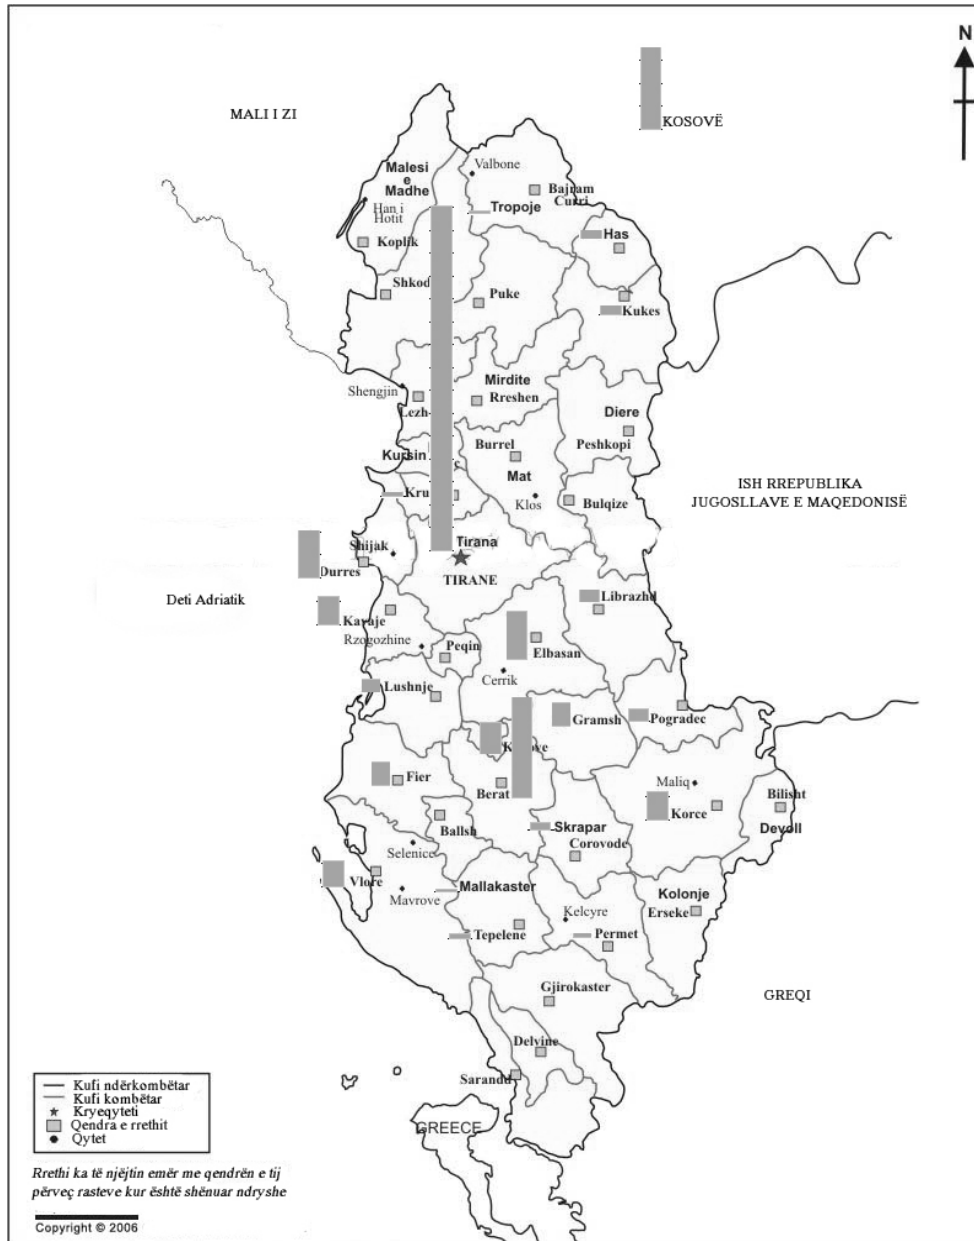 N
MALI I ZI
KOSOVË
Valbone
Malesi
e
Madhe
Bajram
Curri
Han i
Hotit
Tropoje
Has
Koplik
Shkod
Puke
Kukes
Mirdite
Shengjin
Rreshen
Lezh
Diere
Burrel
Peshkopi
Kursin
Mat
Kru
Klos
Bulqize
ISH RREPUBLIKA
JUGOSLLAVE E MAQEDONISË
Tirana
Shijak
Durres
TIRANE
Deti Adriatik
Librazhd
Kavaje
Rzogozhine
Peqin
Elbasan
Cerrik
Lushnje
Gramsh
Pogradec
Fier
Berat
Maliq
Korce
Bilisht
Ballsh
Skrapar
Devoll
Selenice
Corovode
Vlore
Mavrove
Mallakaster
Kolonje
Kelcyre
Erseke
Tepelene
Permet
Gjirokaster
GREQI
Delvine
Sarande
GREECE
Kufi ndërkombëtar
Kufi kombëtar
Kryeqyteti
Qendra e rrethit
Qytet
Rrethi ka të njëjtin emër me qendrën e tij
përveç rasteve kur është shënuar ndryshe
Copyright © 2006